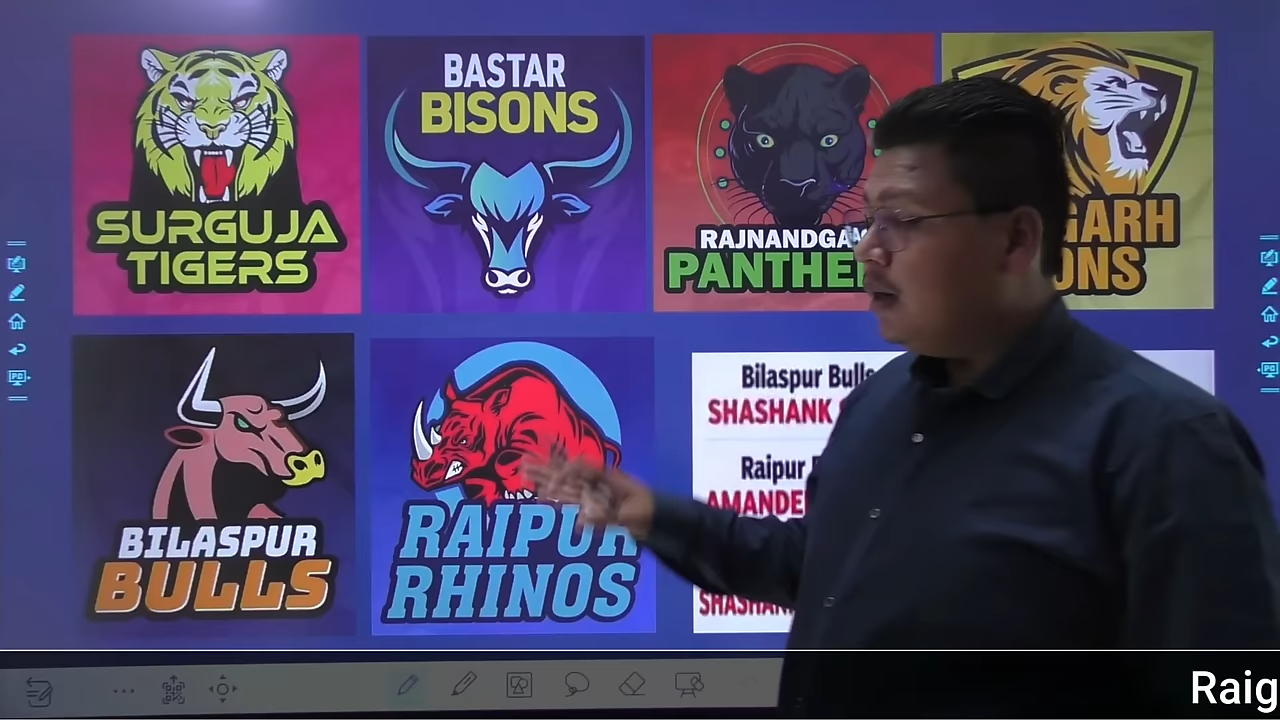 SURGUJA
TIGERS
BASTAR
BISONS
RAJNANDGA
PANTHE
GARH
ONS
BILASPUR
BULLS
RAIPUR
RHINOS
Bilaspur Bulls
SHASHANK
Raipur
AMANDE
SHASHAN
Raig